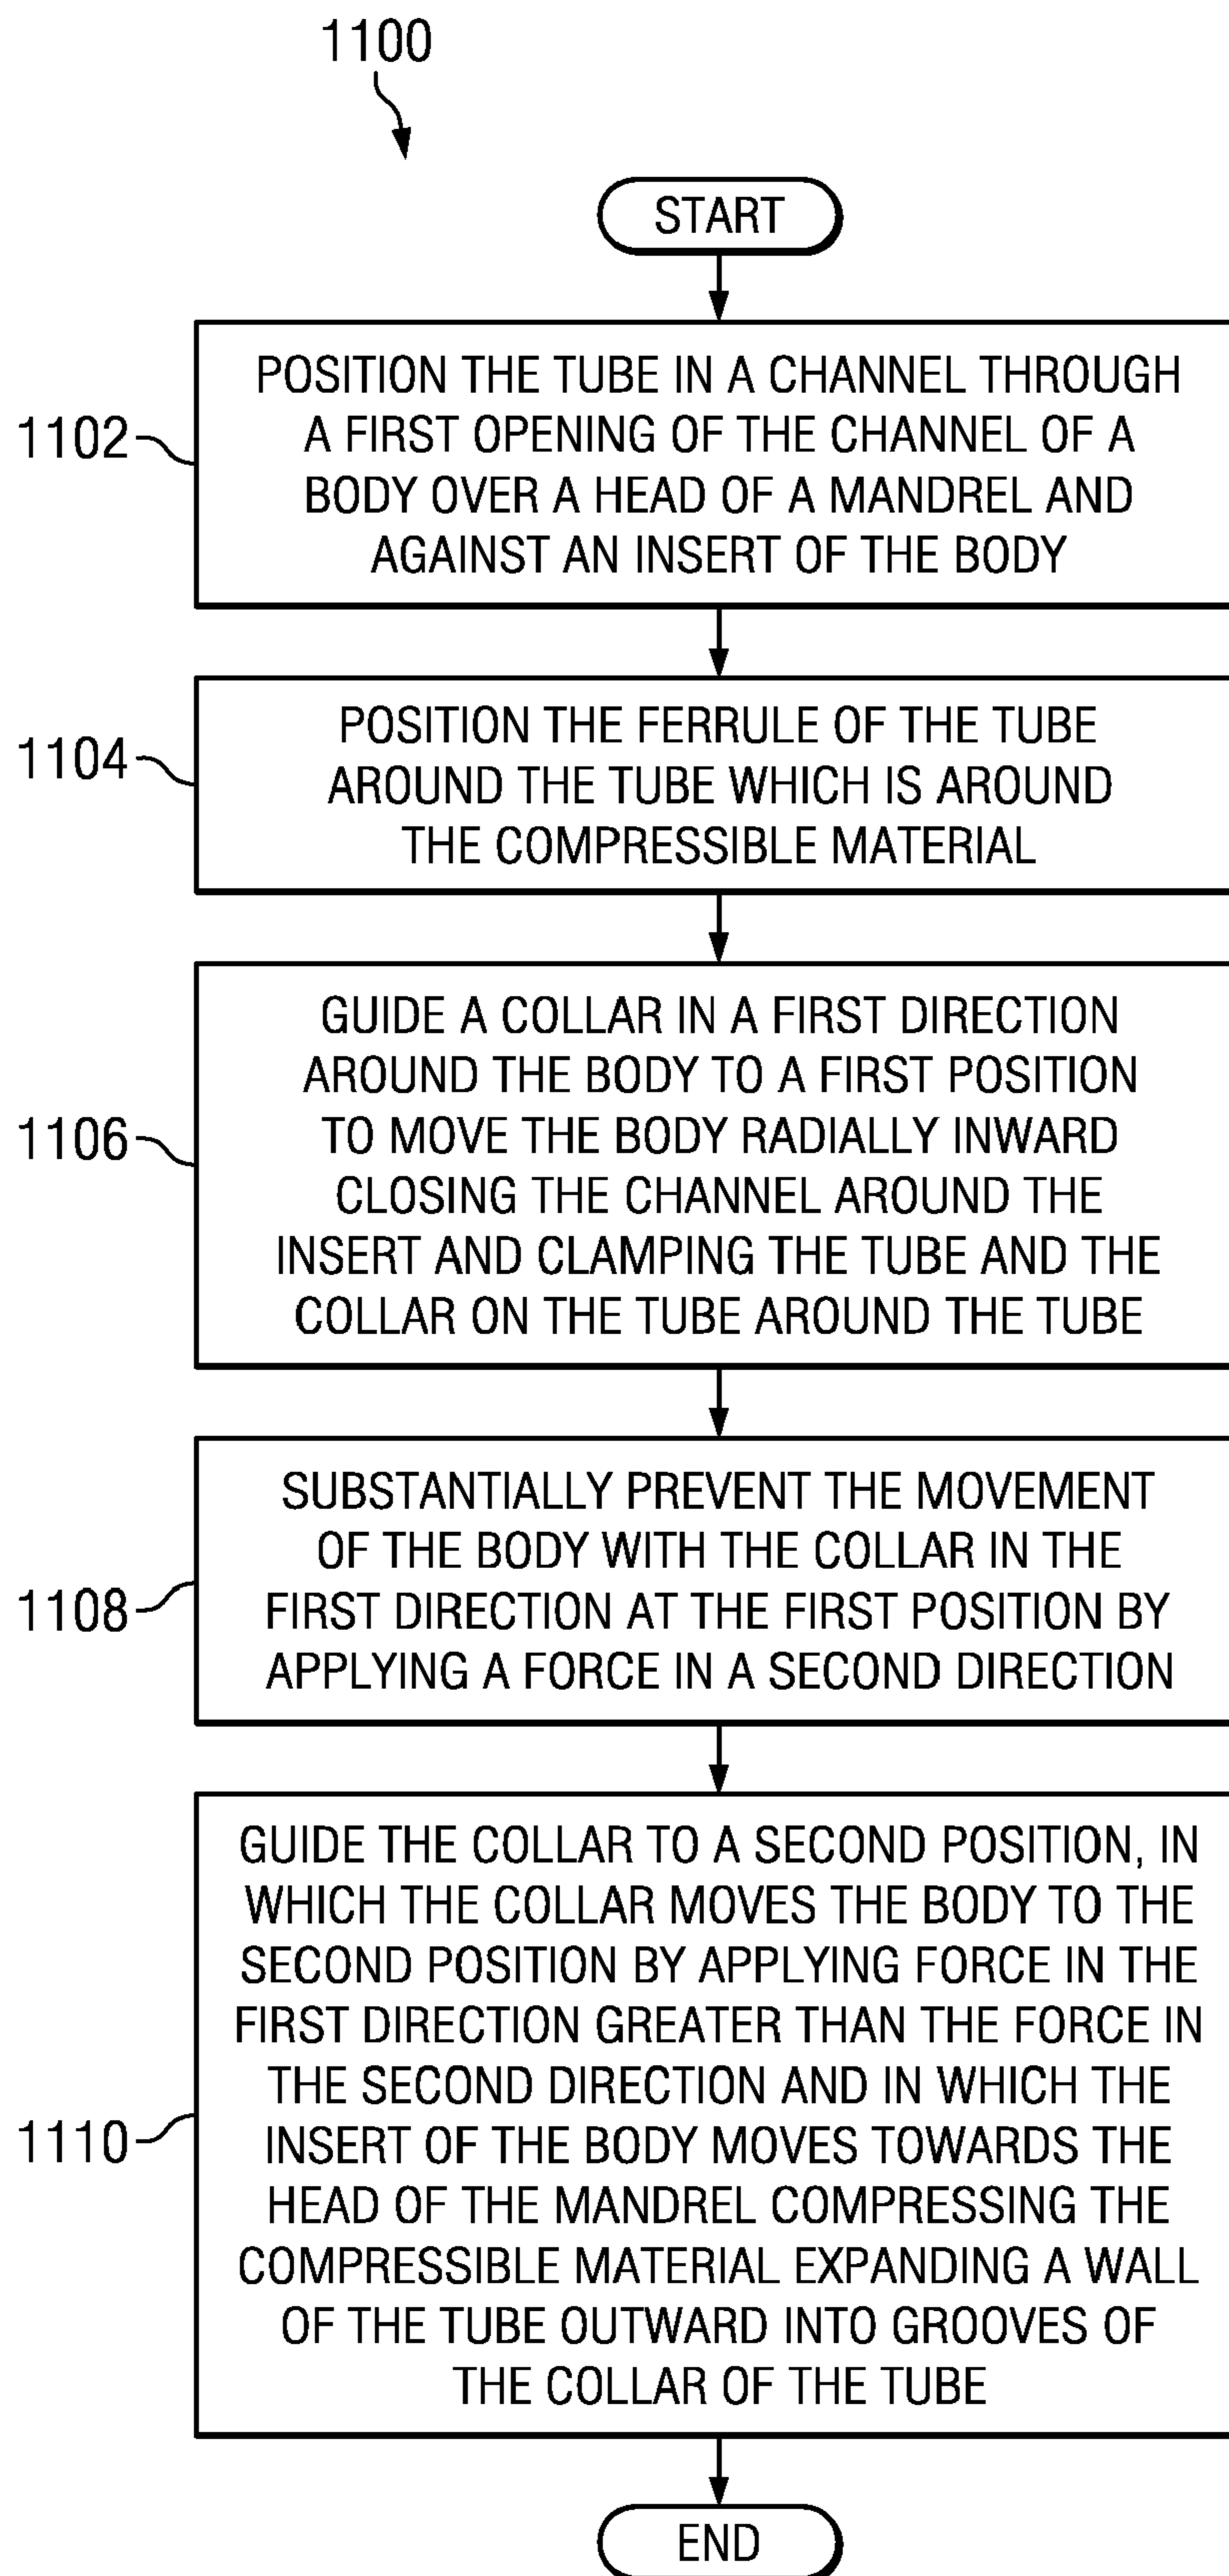 1100
START
1102
POSITION THE TUBE IN A CHANNEL THROUGH
A FIRST OPENING OF THE CHANNEL OF A
BODY OVER A HEAD OF A MANDREL AND
AGAINST AN INSERT OF THE BODY
1104
POSITION THE FERRULE OF THE TUBE
AROUND THE TUBE WHICH IS AROUND
THE COMPRESSIBLE MATERIAL
1106
GUIDE A COLLAR IN A FIRST DIRECTION
AROUND THE BODY TO A FIRST POSITION
TO MOVE THE BODY RADIALLY INWARD
CLOSING THE CHANNEL AROUND THE
INSERT AND CLAMPING THE TUBE AND THE
COLLAR ON THE TUBE AROUND THE TUBE
1108
SUBSTANTIALLY PREVENT THE MOVEMENT
OF THE BODY WITH THE COLLAR IN THE
FIRST DIRECTION AT THE FIRST POSITION BY
APPLYING A FORCE IN A SECOND DIRECTION
1110
GUIDE THE COLLAR TO A SECOND POSITION, IN
WHICH THE COLLAR MOVES THE BODY TO THE
SECOND POSITION BY APPLYING FORCE IN THE
FIRST DIRECTION GREATER THAN THE FORCE IN
THE SECOND DIRECTION AND IN WHICH THE
INSERT OF THE BODY MOVES TOWARDS THE
HEAD OF THE MANDREL COMPRESSING THE
COMPRESSIBLE MATERIAL EXPANDING A WALL
OF THE TUBE OUTWARD INTO GROOVES OF
THE COLLAR OF THE TUBE
END